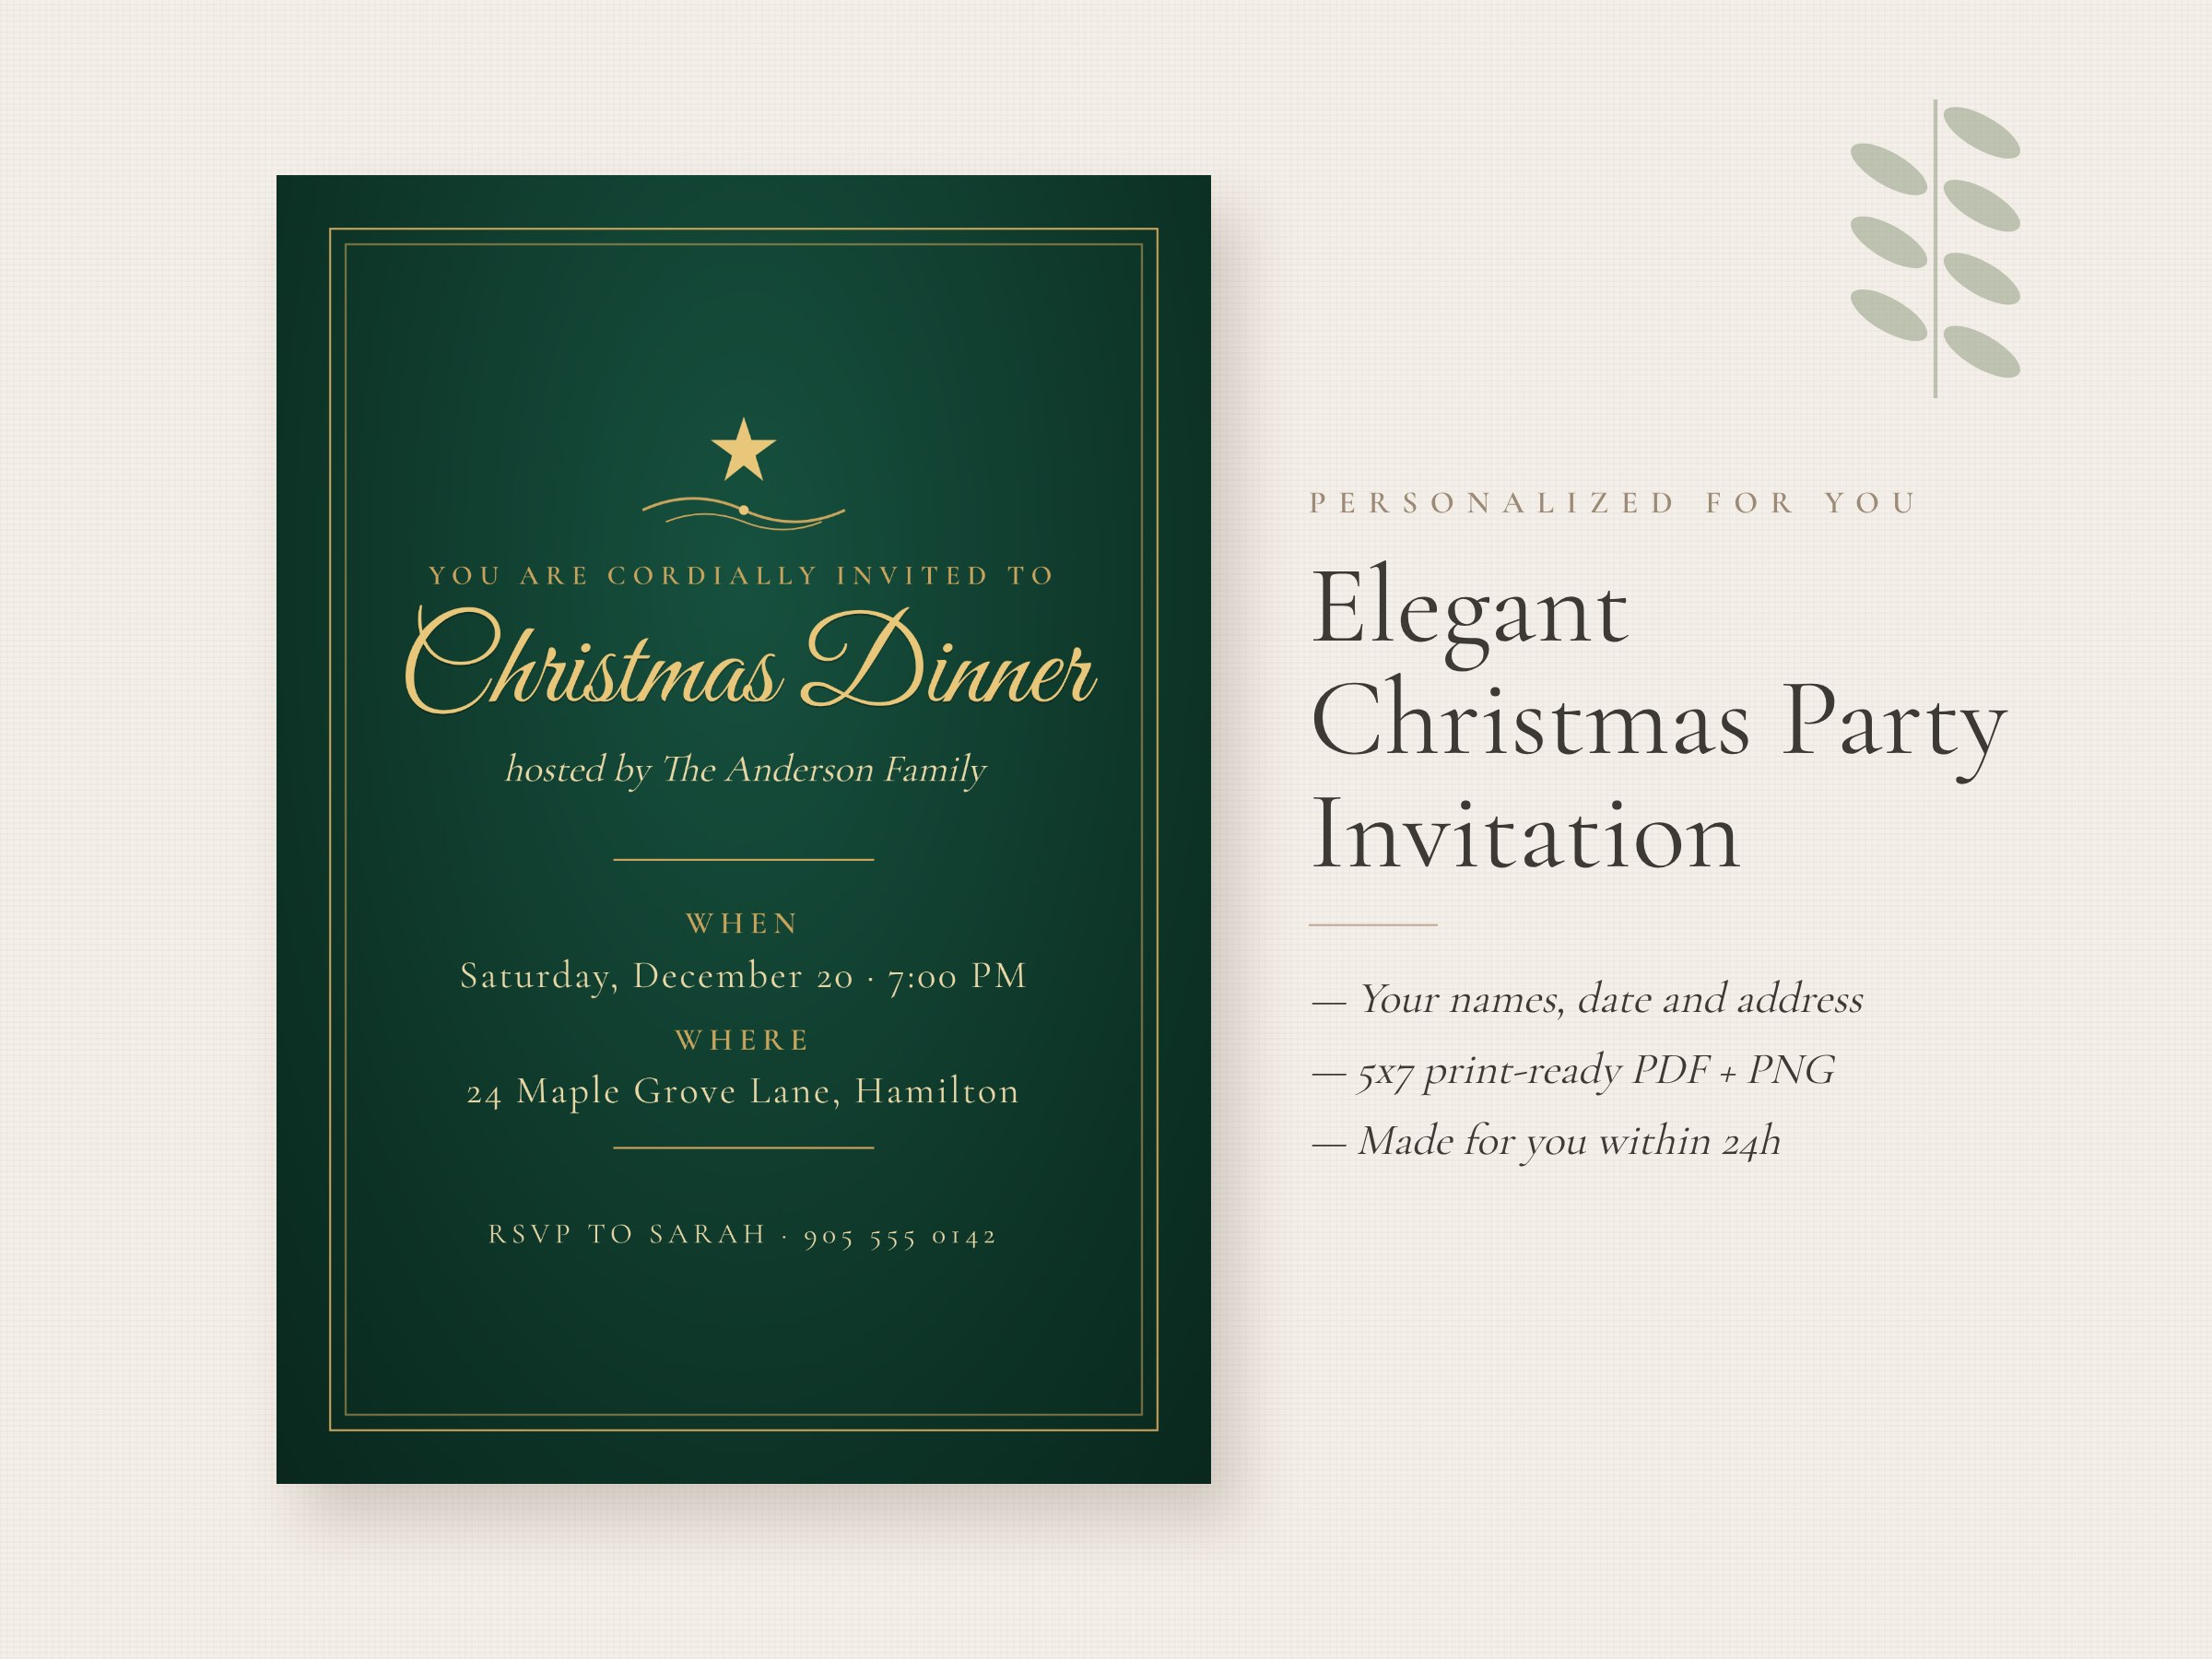 YOU ARE CORDIALLY INVITED TO
Christmas Dinner
hosted by The Anderson Family
WHEN
Saturday, December 20 · 7:00 PM
WHERE
24 Maple Grove Lane, Hamilton
RSVP TO SARAH · 905 555 0142
PERSONALIZED FOR YOU
Elegant
Christmas Party
Invitation
— Your names, date and address
— 5x7 print-ready PDF + PNG
— Made for you within 24h